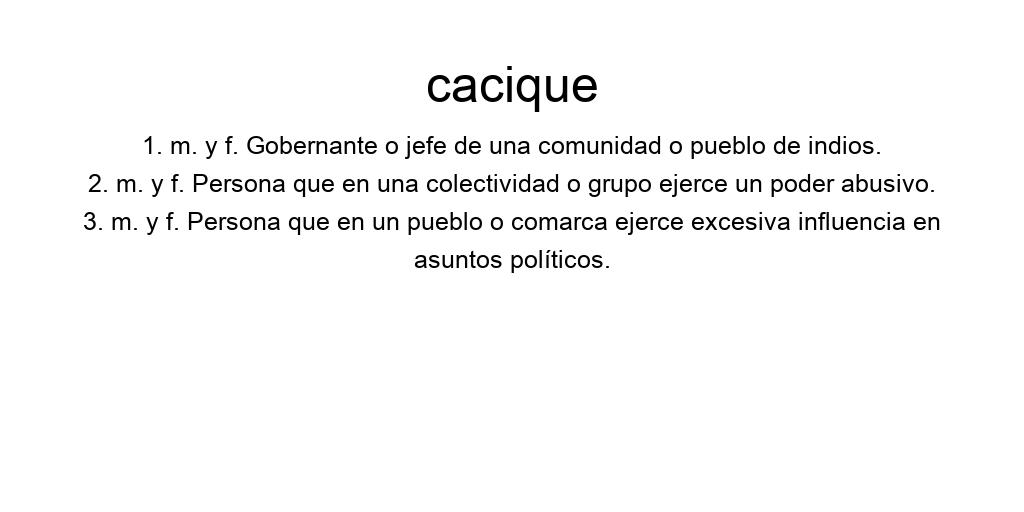 cacique
1. m. y f. Gobernante o jefe de una comunidad o pueblo de indios.
2. m. y f. Persona que en una colectividad o grupo ejerce un poder abusivo.
3. m. y f. Persona que en un pueblo o comarca ejerce excesiva influencia en
asuntos políticos.